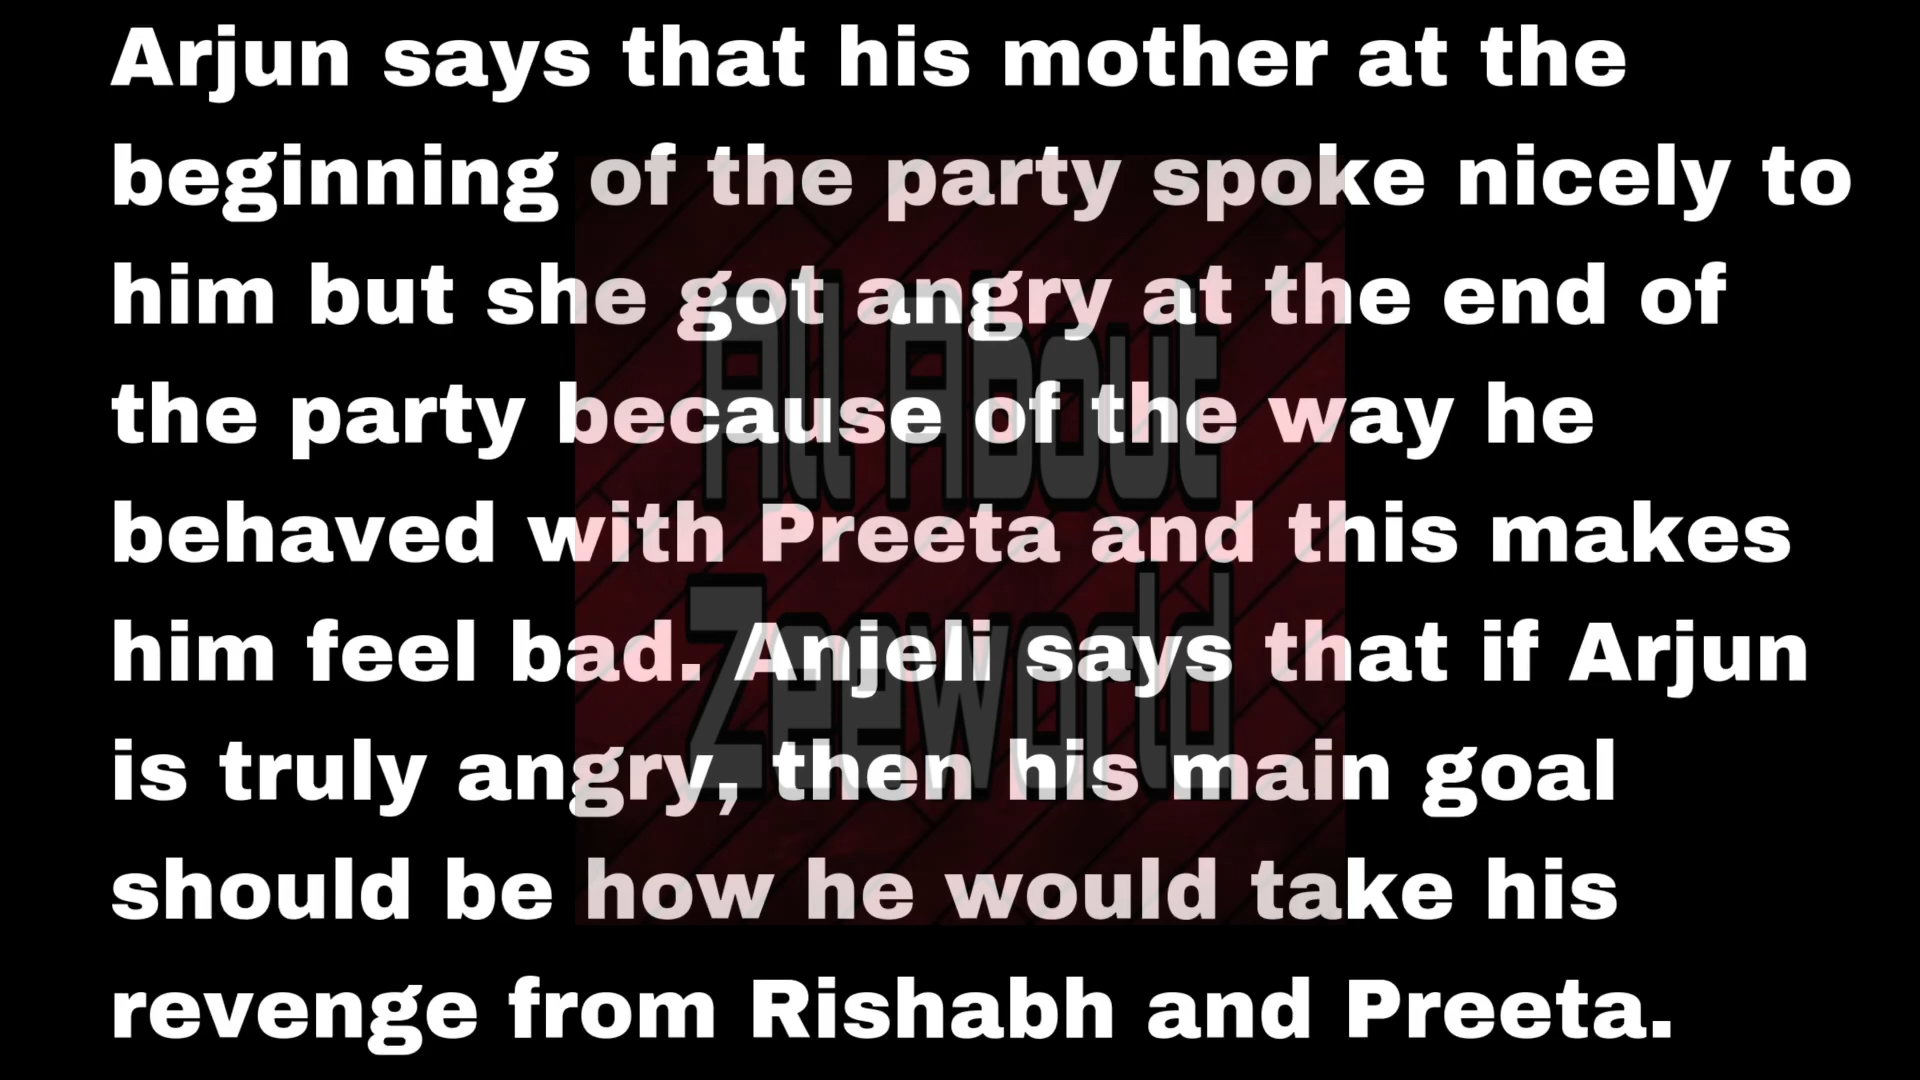 Arjun says that his mother at the
beginning of the party spoke nicely to
him but she got angry at the end of
the party because of the way he
behaved with Preeta and this makes
him feel bad. Anjeli says that if Arjun
is truly angry, then his main goal
should be how he would take his
revenge from Rishabh and Preeta.
All About
Zeeworld